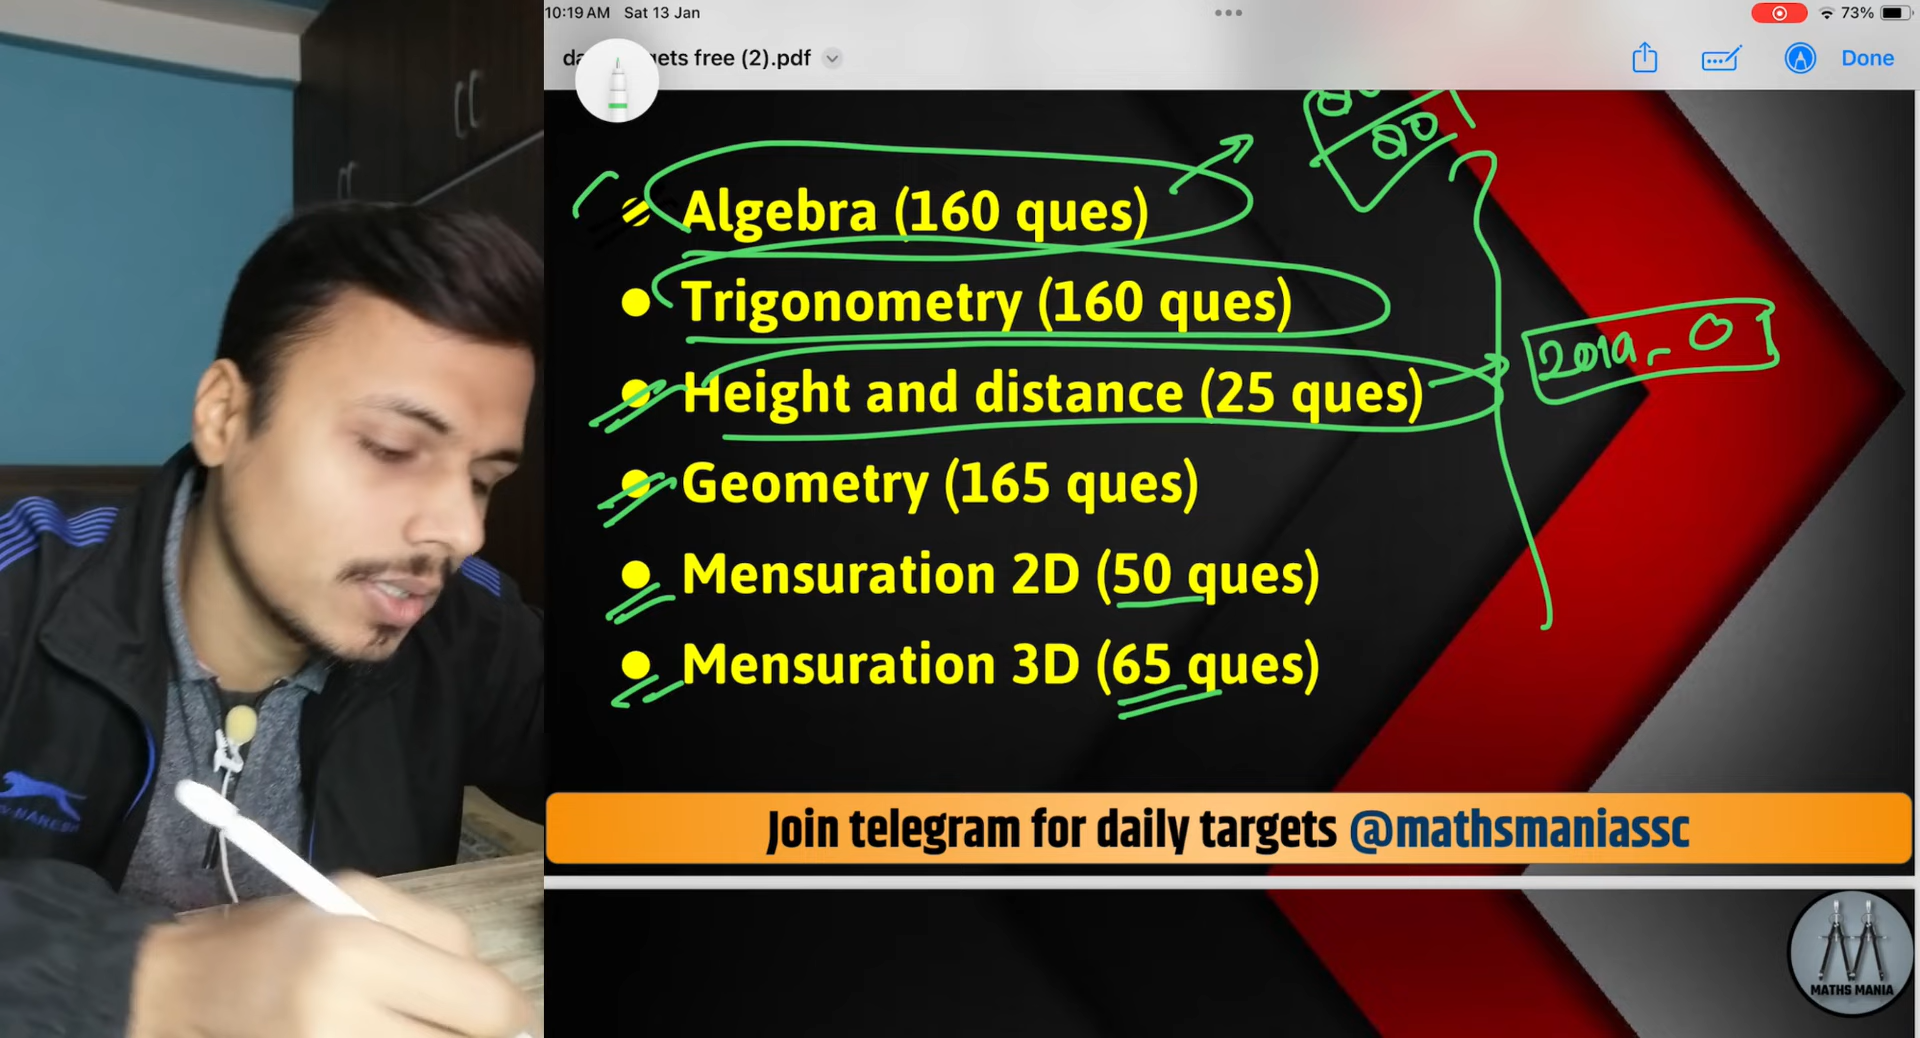 10:19 AM Sat 13 Jan
73%
ets free (2).pdf
Done
80
Algebra (160 ques)
Trigonometry (160 ques)
2019 - 0
Height and distance (25 ques)
Geometry (165 ques)
Mensuration 2D (50 ques)
Mensuration 3D (65 ques)
Join telegram for daily targets @mathsmaniassc
MATHS MANIA